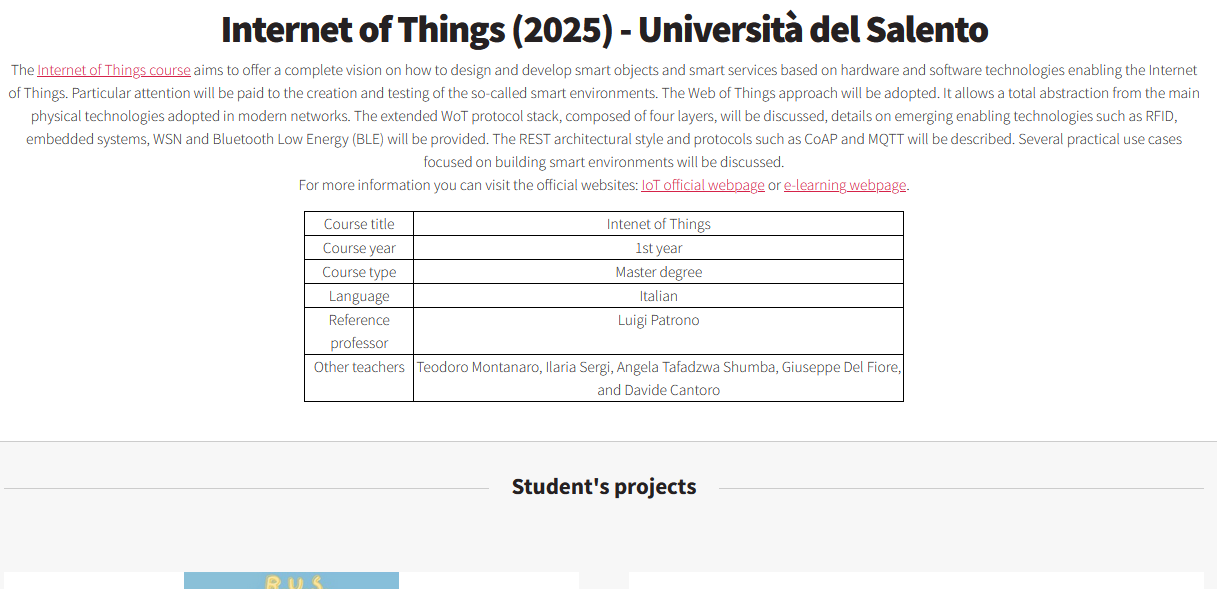 Internet of Things (2025) - Università del Salento
The Internet of Things course aims to offer a complete vision on how to design and develop smart objects and smart services based on hardware and software technologies enabling the Internet
of Things. Particular attention will be paid to the creation and testing of the so-called smart environments. The Web of Things approach will be adopted. It allows a total abstraction from the main
physical technologies adopted in modern networks. The extended WoT protocol stack, composed of four layers, will be discussed, details on emerging enabling technologies such as RFID,
embedded systems, WSN and Bluetooth Low Energy (BLE) will be provided. The REST architectural style and protocols such as CoAP and MQTT will be described. Several practical use cases
focused on building smart environments will be discussed.
For more information you can visit the official websites: IoT official webpage or e-learning webpage.
Course title Intenet of Things
Course year 1st year
Course type Master degree
Language Italian
Reference Luigi Patrono
professor
Other teachers Teodoro Montanaro, Ilaria Sergi, Angela Tafadzwa Shumba, Giuseppe Del Fiore,
and Davide Cantoro
Student's projects
BUS